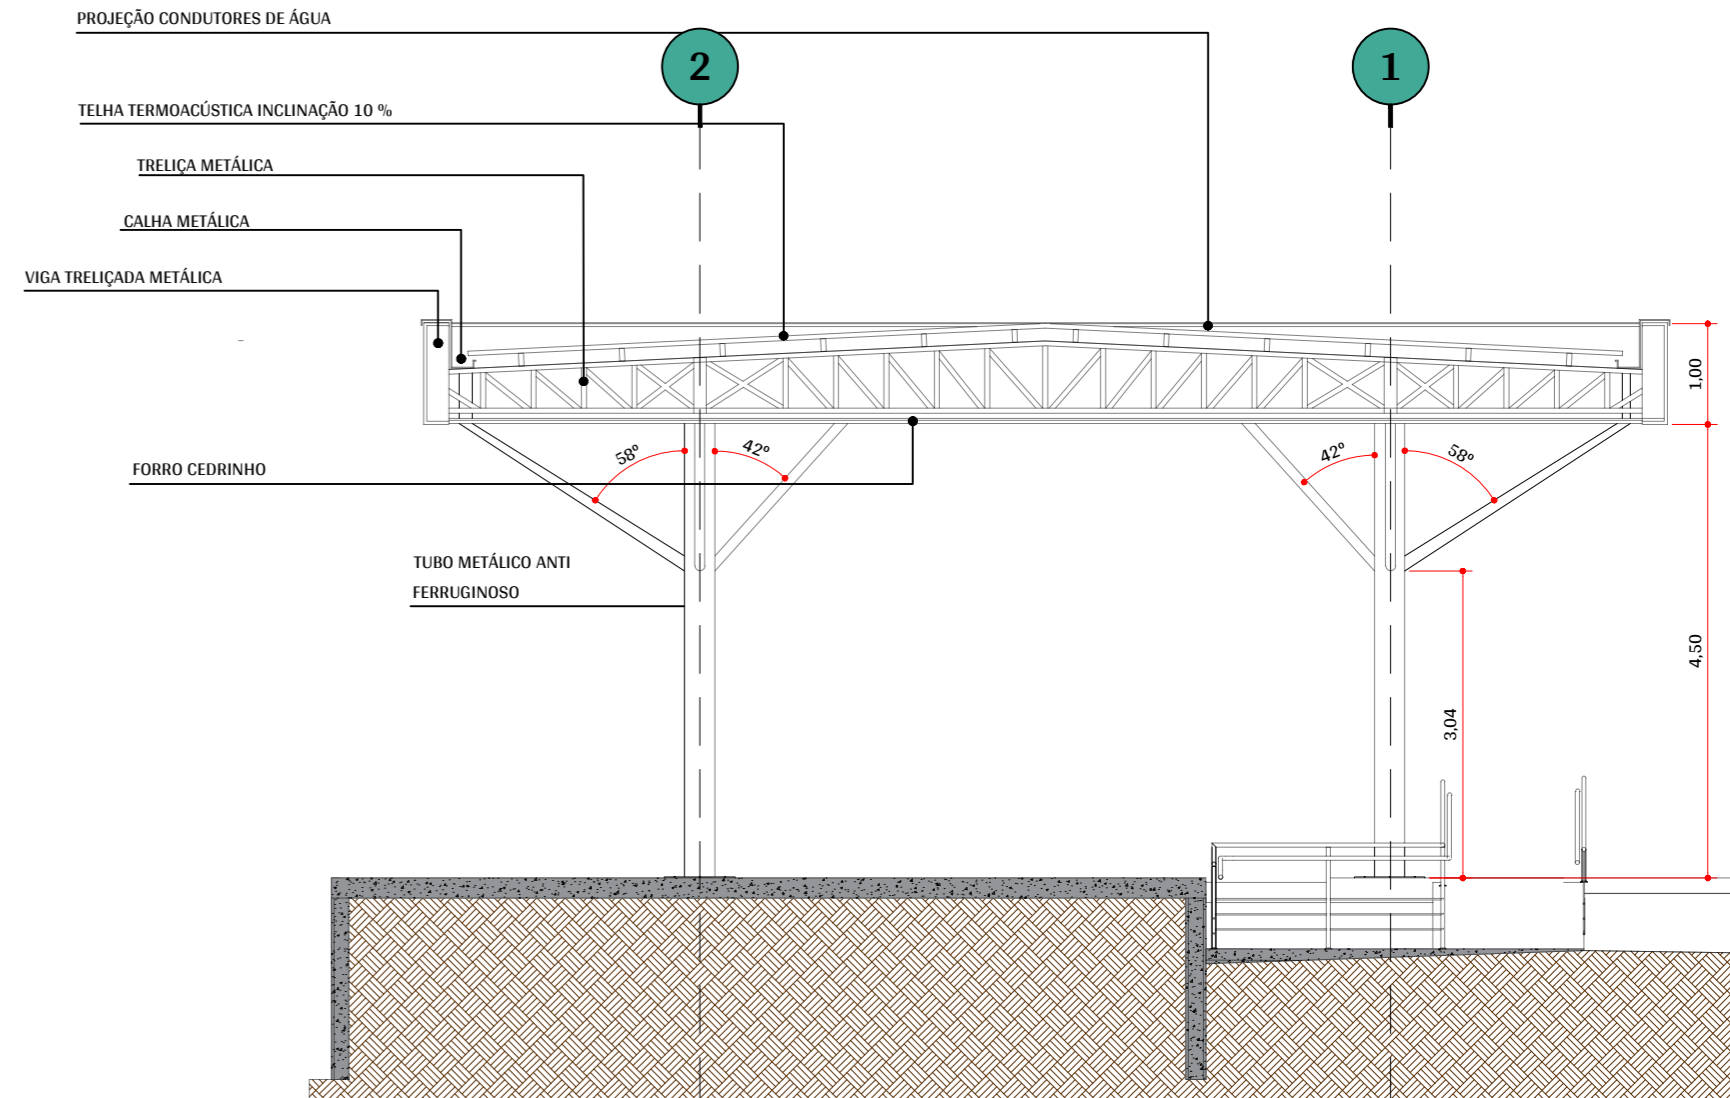 PROJEÇÃO CONDUTORES DE ÁGUA
2
1
TELHA TERMOACÚSTICA INCLINAÇÃO 10 %
TRELIÇA METÁLICA
CALHA METÁLICA
VIGA TRELIÇADA METÁLICA
1,00
58º
42º
42º
58º
FORRO CEDRINHO
TUBO METÁLICO ANTI
FERRUGINOSO
4,50
3,04